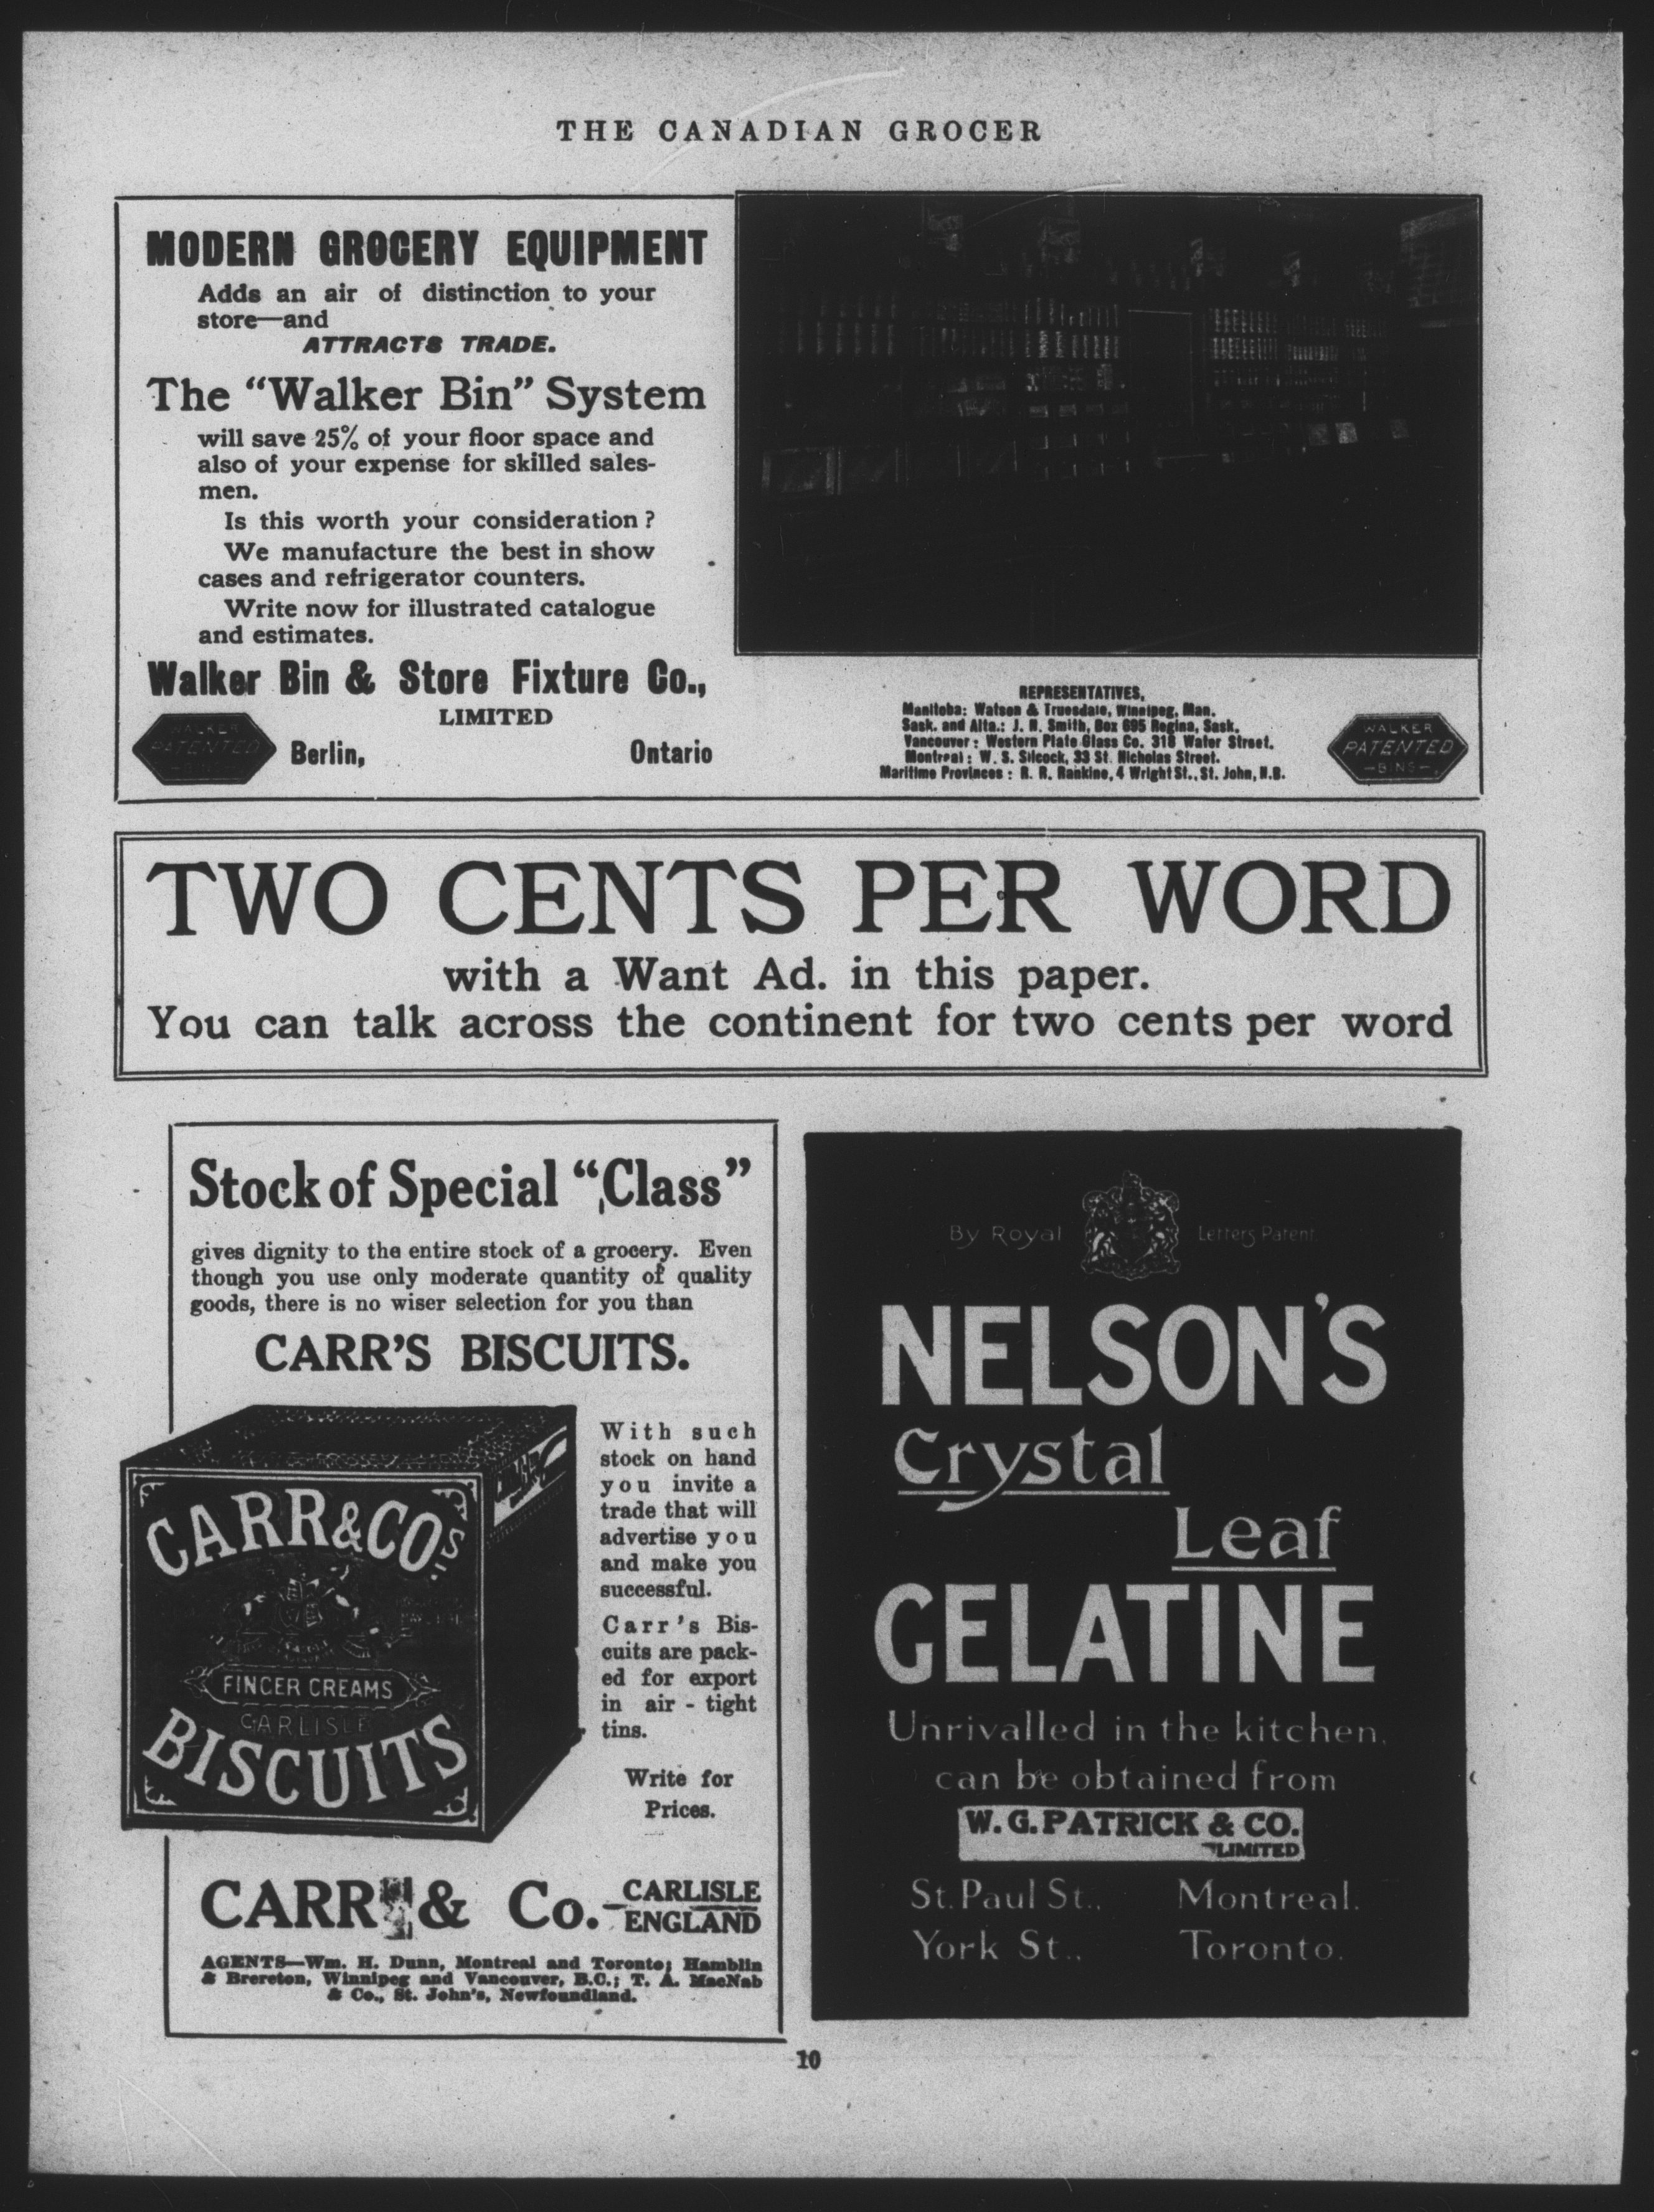 THE CANADIAN GROCER
MODERN GROCERY EQUIPMENT
Adds an air of distinction to your
store—and
ATTRACTS TRADE.
The "Walker Bin" System
will save 25% of your floor space and
also of your expense for skilled sales-
men.
Is this worth your consideration?
We manufacture the best in show
cases and refrigerator counters.
Write now for illustrated catalogue
and estimates.
Walker Bin & Store Fixture Co.,
LIMITED
Berlin, Ontario
WALKER
PATENTED
BINS
REPRESENTATIVES,
Manitoba: Watson & Truesdale, Winnipeg, Man.
Sask. and Alta.: J. N. Smith, Box 695 Regina, Sask.
Vancouver: Western Plate Glass Co. 318 Water Street.
Montreal: W. S. Silcock, 33 St. Nicholas Street.
Maritime Provinces: R. R. Rankine, 4 Wright St., St. John, N.B.
WALKER
PATENTED
-BINS-
TWO CENTS PER WORD
with a Want Ad. in this paper.
You can talk across the continent for two cents per word
Stock of Special "Class"
gives dignity to the entire stock of a grocery. Even
though you use only moderate quantity of quality
goods, there is no wiser selection for you than
CARR'S BISCUITS.
CARR & CO'S
FINGER CREAMS
CARLISLE
BISCUITS
With such
stock on hand
you invite a
trade that will
advertise you
and make you
successful.
Carr's Bis-
cuits are pack-
ed for export
in air-tight
tins.
Write for
Prices.
CARR & Co. CARLISLE
ENGLAND
AGENTS—Wm. H. Dunn, Montreal and Toronto; Hamblin
& Brereton, Winnipeg and Vancouver, B.C.; T. A. MacNab
& Co., St. John's, Newfoundland.
By Royal Letters Patent.
NELSON'S
Crystal
Leaf
GELATINE
Unrivalled in the kitchen,
can be obtained from
W. G. PATRICK & CO.
LIMITED
St. Paul St., Montreal.
York St., Toronto.
10